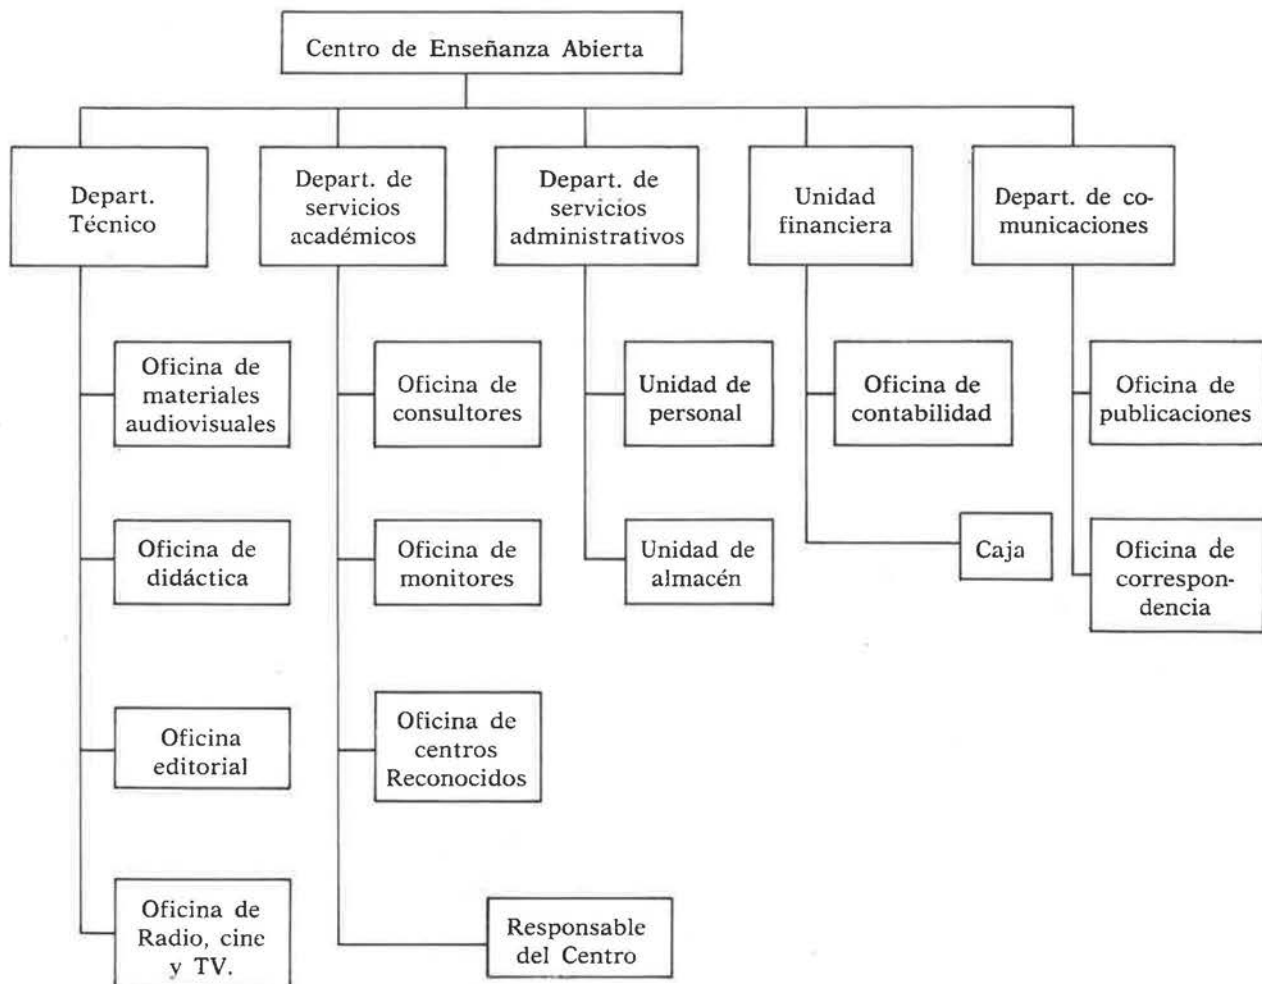 Centro de Enseñanza Abierta
Depart.
Técnico
Depart. de
servicios
académicos
Depart. de
servicios
administrativos
Unidad
financiera
Depart. de co-
municaciones
Oficina de
materiales
audiovisuales
Oficina de
consultores
Unidad de
personal
Oficina de
contabilidad
Oficina de
publicaciones
Oficina de
didáctica
Oficina de
monitores
Unidad de
almacén
Caja
Oficina de
correspon-
dencia
Oficina
editorial
Oficina de
centros
Reconocidos
Oficina de
Radio, cine
y TV.
Responsable
del Centro